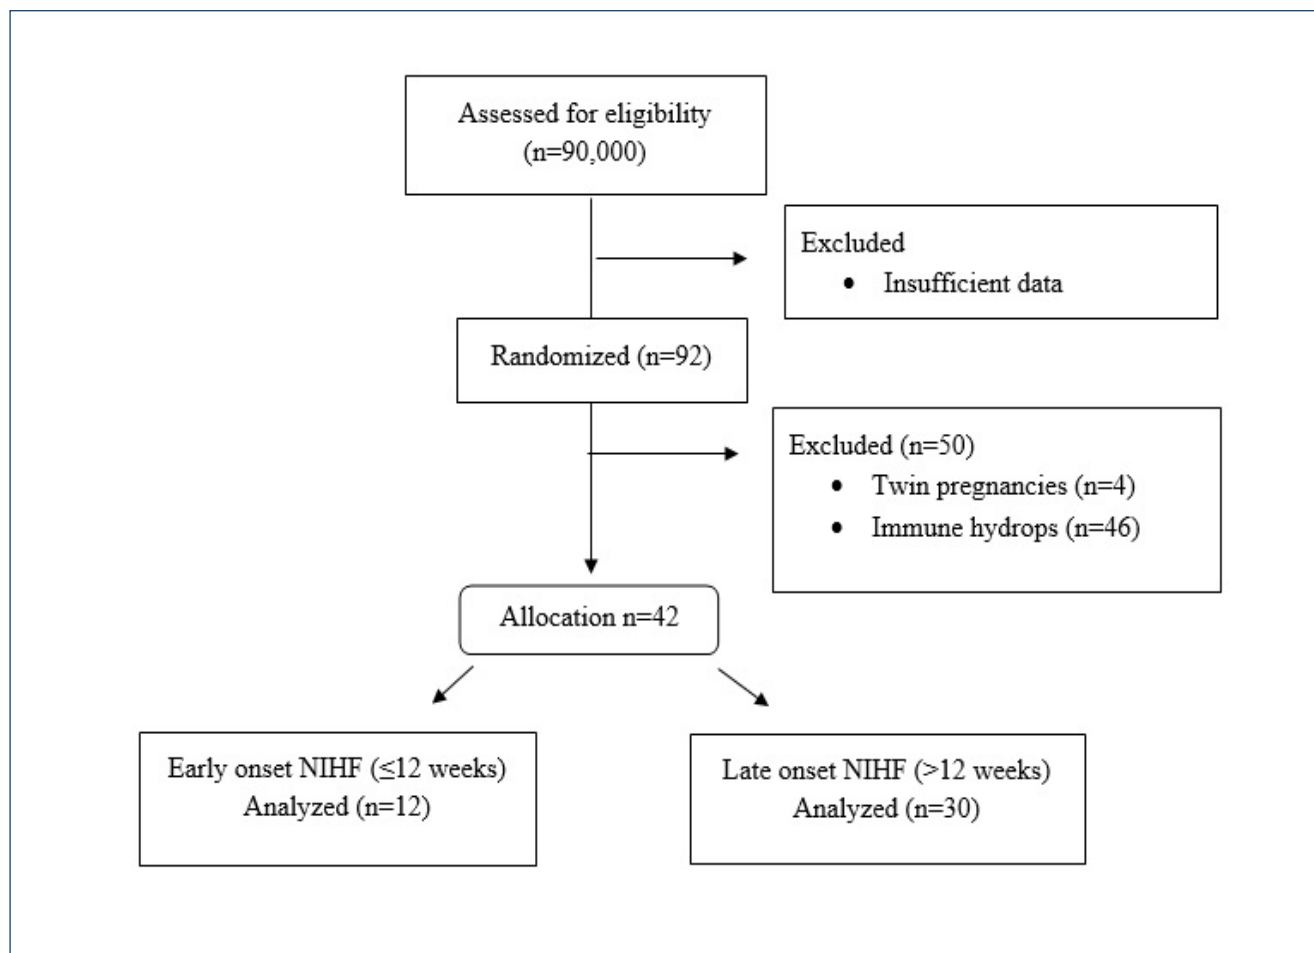 Assessed for eligibility
(n=90,000)
Excluded
• Insufficient data
Randomized (n=92)
Excluded (n=50)
• Twin pregnancies (n=4)
• Immune hydrops (n=46)
Allocation n=42
Early onset NIHF (≤12 weeks)
Analyzed (n=12)
Late onset NIHF (>12 weeks)
Analyzed (n=30)